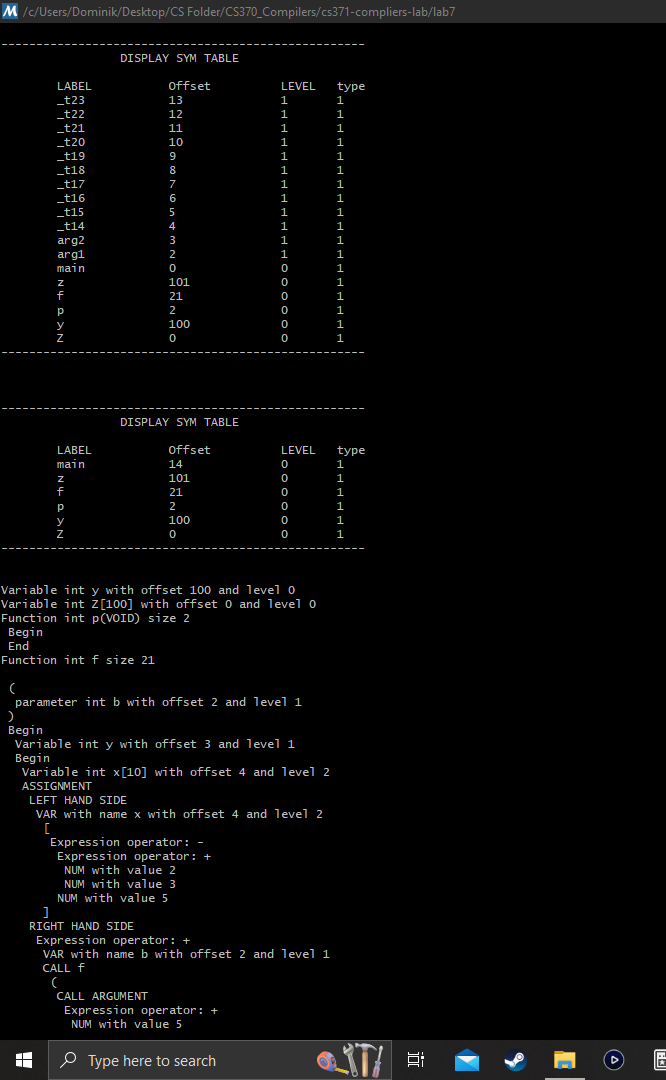 M /c/Users/Dominik/Desktop/CS Folder/CS370_Compilers/cs371-compliers-lab/lab7
----------------------------------------------------
DISPLAY SYM TABLE
LABEL Offset LEVEL type
_t23 13 1 1
_t22 12 1 1
_t21 11 1 1
_t20 10 1 1
_t19 9 1 1
_t18 8 1 1
_t17 7 1 1
_t16 6 1 1
_t15 5 1 1
_t14 4 1 1
arg2 3 1 1
arg1 2 1 1
main 0 0 1
z 101 0 1
f 21 0 1
p 2 0 1
y 100 0 1
Z 0 0 1
----------------------------------------------------
----------------------------------------------------
DISPLAY SYM TABLE
LABEL Offset LEVEL type
main 14 0 1
z 101 0 1
f 21 0 1
p 2 0 1
y 100 0 1
Z 0 0 1
----------------------------------------------------
Variable int y with offset 100 and level 0
Variable int Z[100] with offset 0 and level 0
Function int p(VOID) size 2
Begin
End
Function int f size 21
(
parameter int b with offset 2 and level 1
)
Begin
Variable int y with offset 3 and level 1
Begin
Variable int x[10] with offset 4 and level 2
ASSIGNMENT
LEFT HAND SIDE
VAR with name x with offset 4 and level 2
[
Expression operator: -
Expression operator: +
NUM with value 2
NUM with value 3
NUM with value 5
]
RIGHT HAND SIDE
Expression operator: +
VAR with name b with offset 2 and level 1
CALL f
(
CALL ARGUMENT
Expression operator: +
NUM with value 5
Type here to search